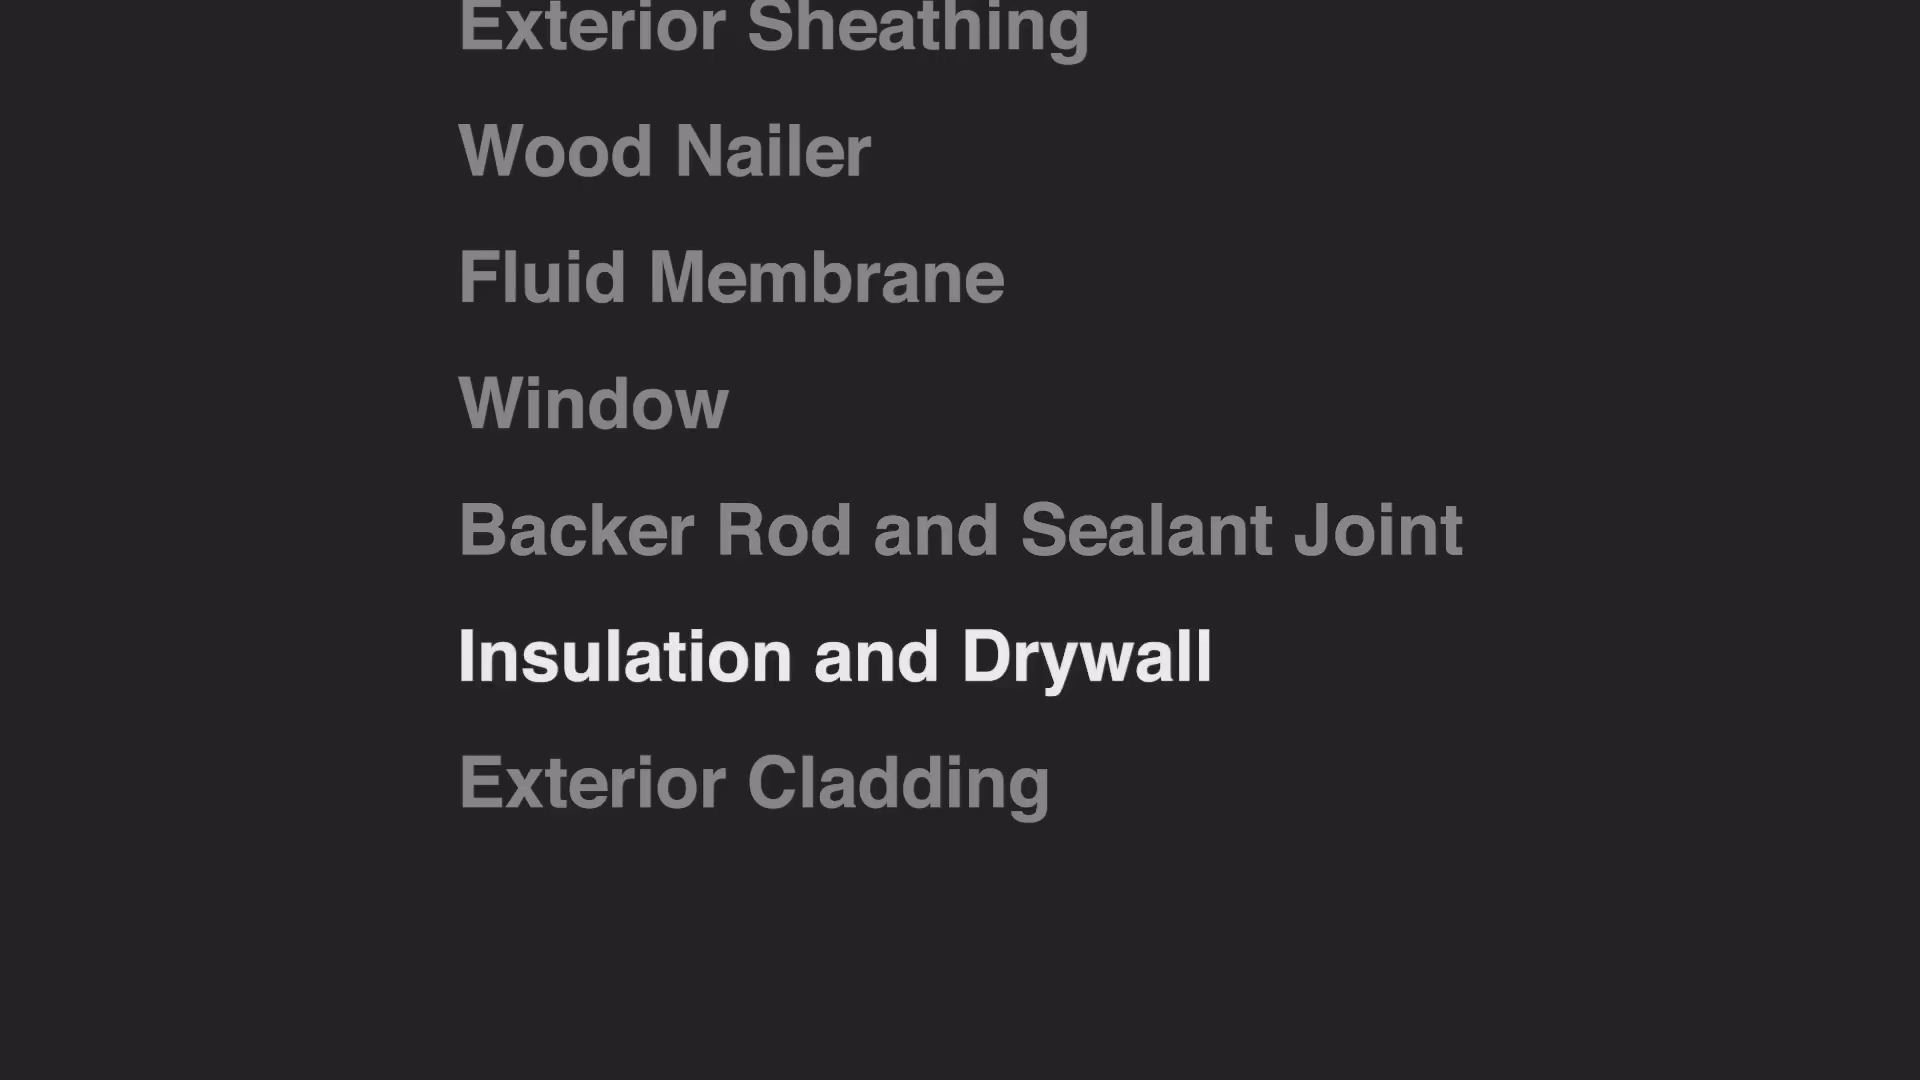 Exterior Sheathing
Wood Nailer
Fluid Membrane
Window
Backer Rod and Sealant Joint
Insulation and Drywall
Exterior Cladding